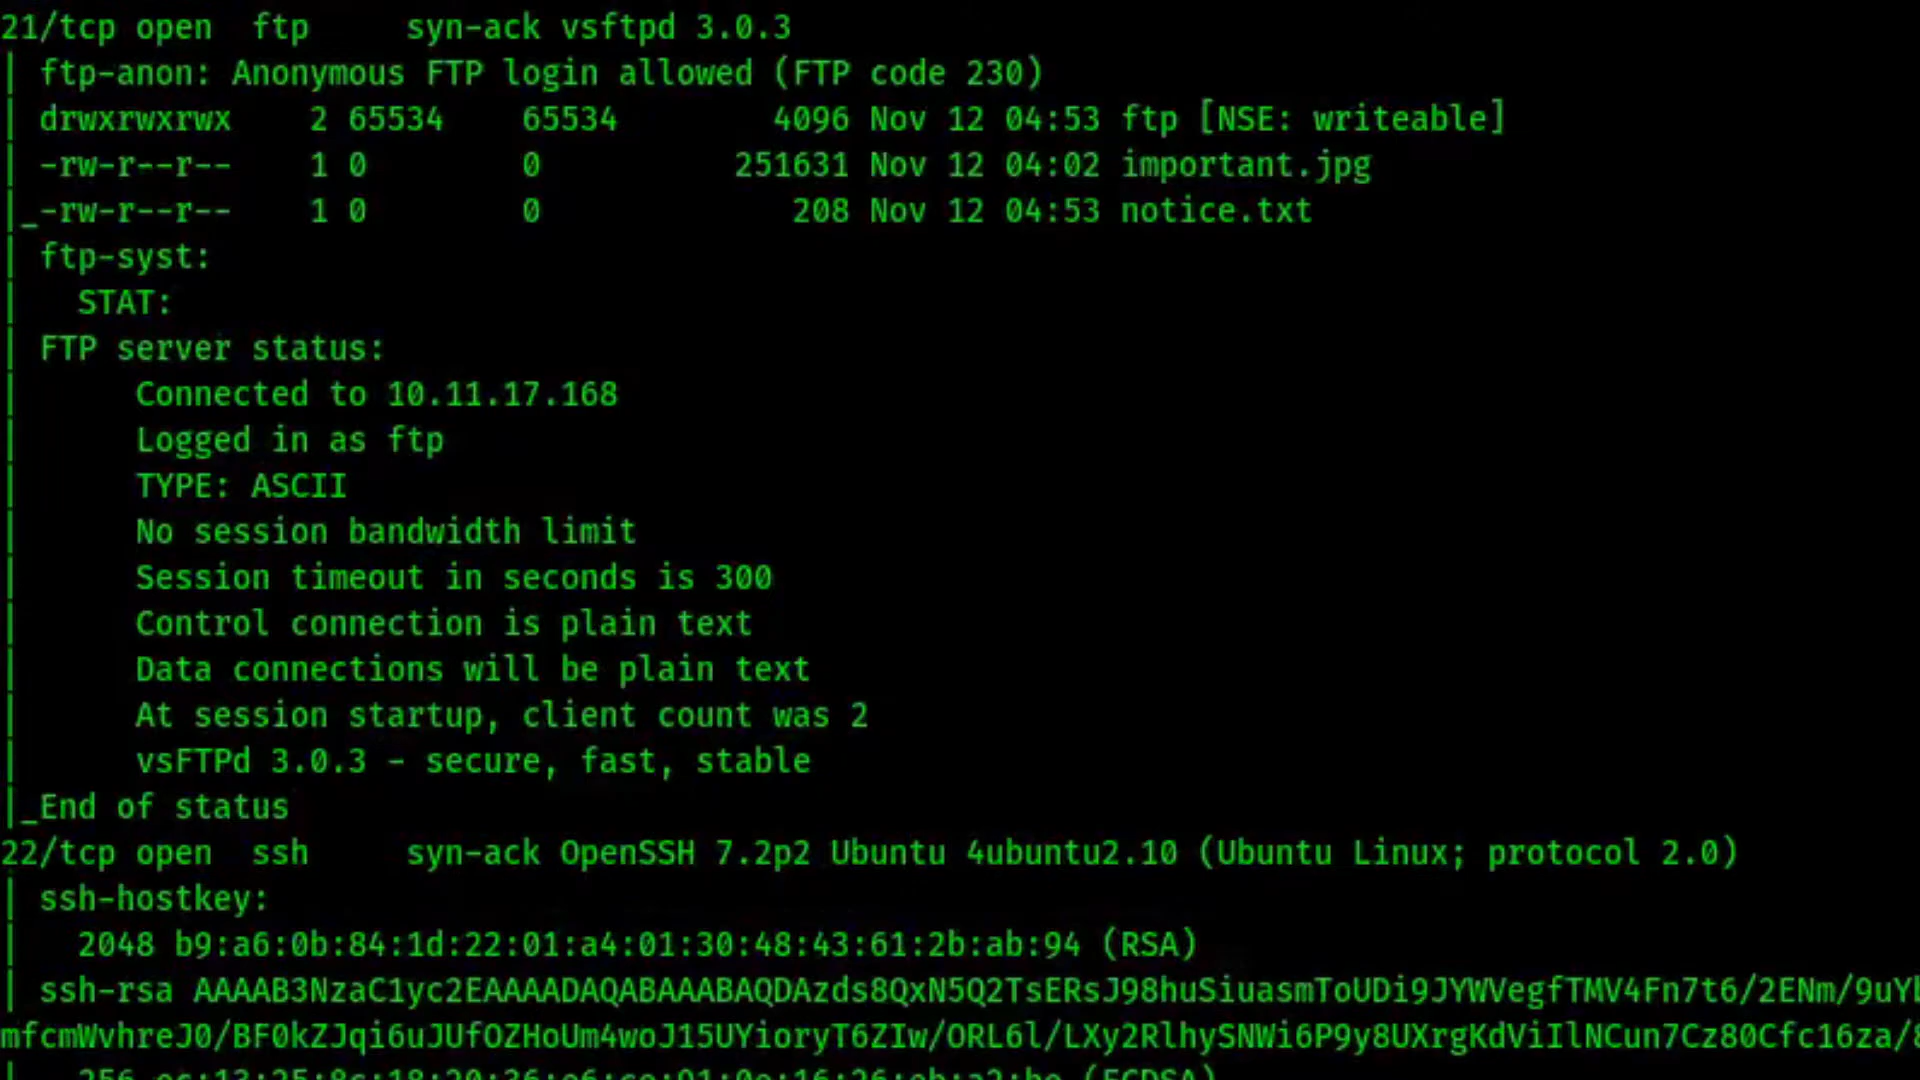 21/tcp open  ftp     syn-ack vsftpd 3.0.3
| ftp-anon: Anonymous FTP login allowed (FTP code 230)
| drwxrwxrwx    2 65534    65534        4096 Nov 12 04:53 ftp [NSE: writeable]
| -rw-r--r--    1 0        0          251631 Nov 12 04:02 important.jpg
|_-rw-r--r--    1 0        0             208 Nov 12 04:53 notice.txt
| ftp-syst:
|   STAT:
| FTP server status:
|      Connected to 10.11.17.168
|      Logged in as ftp
|      TYPE: ASCII
|      No session bandwidth limit
|      Session timeout in seconds is 300
|      Control connection is plain text
|      Data connections will be plain text
|      At session startup, client count was 2
|      vsFTPd 3.0.3 - secure, fast, stable
|_End of status
22/tcp open  ssh     syn-ack OpenSSH 7.2p2 Ubuntu 4ubuntu2.10 (Ubuntu Linux; protocol 2.0)
| ssh-hostkey:
|   2048 b9:a6:0b:84:1d:22:01:a4:01:30:48:43:61:2b:ab:94 (RSA)
| ssh-rsa AAAAB3NzaC1yc2EAAAADAQABAAABAQDAzds8QxN5Q2TsERsJ98huSiuasmToUDi9JYWVegfTMV4Fn7t6/2ENm/9uYb
mfcmWvhreJ0/BF0kZJqi6uJUfOZHoUm4woJ15UYioryT6ZIw/ORL6l/LXy2RlhySNWi6P9y8UXrgKdViIlNCun7Cz80Cfc16za/8
|   256